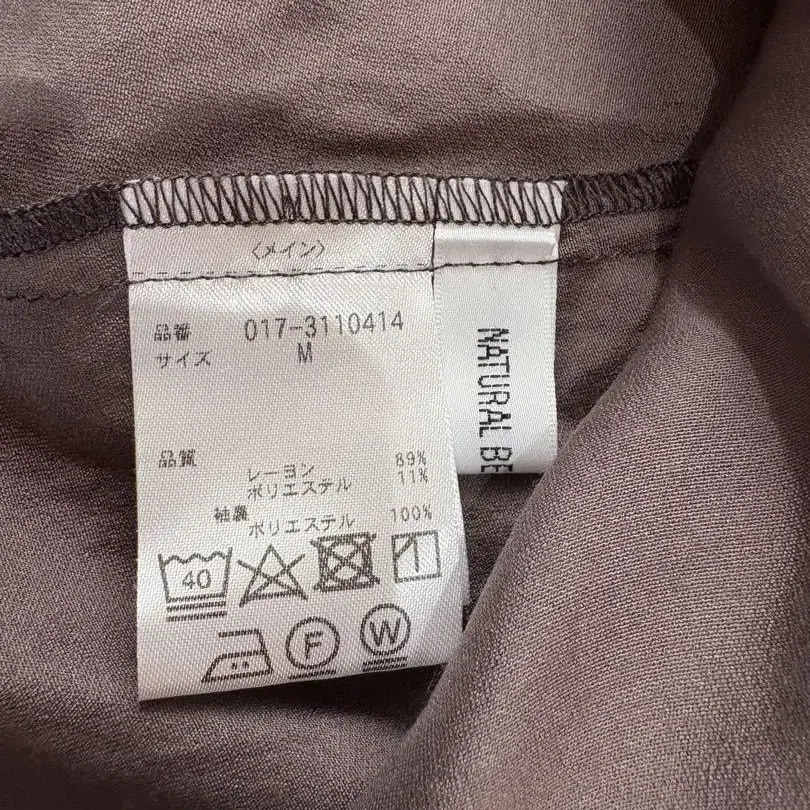 〈メイン〉
品番 017-3110414
サイズ M
品質
レーヨン 89%
ポリエステル 11%
袖裏
ポリエステル 100%
40
F
W
NATURAL BE